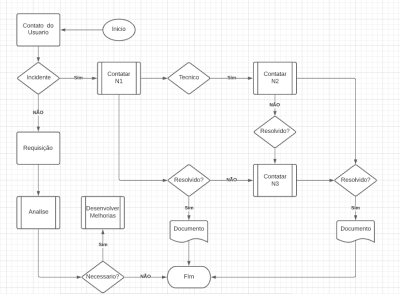 Contato do
Usuario
Inicio
Incidente
Sim
Contatar
N1
Tecnico
Sim
Contatar
N2
NÃO
NÃO
Resolvido?
Requisição
Resolvido?
NÃO
Contatar
N3
Resolvido?
Analise
Desenvolver
Melhorias
Sim
Sim
Documento
Documento
Sim
Necessario?
NÃO
Fim